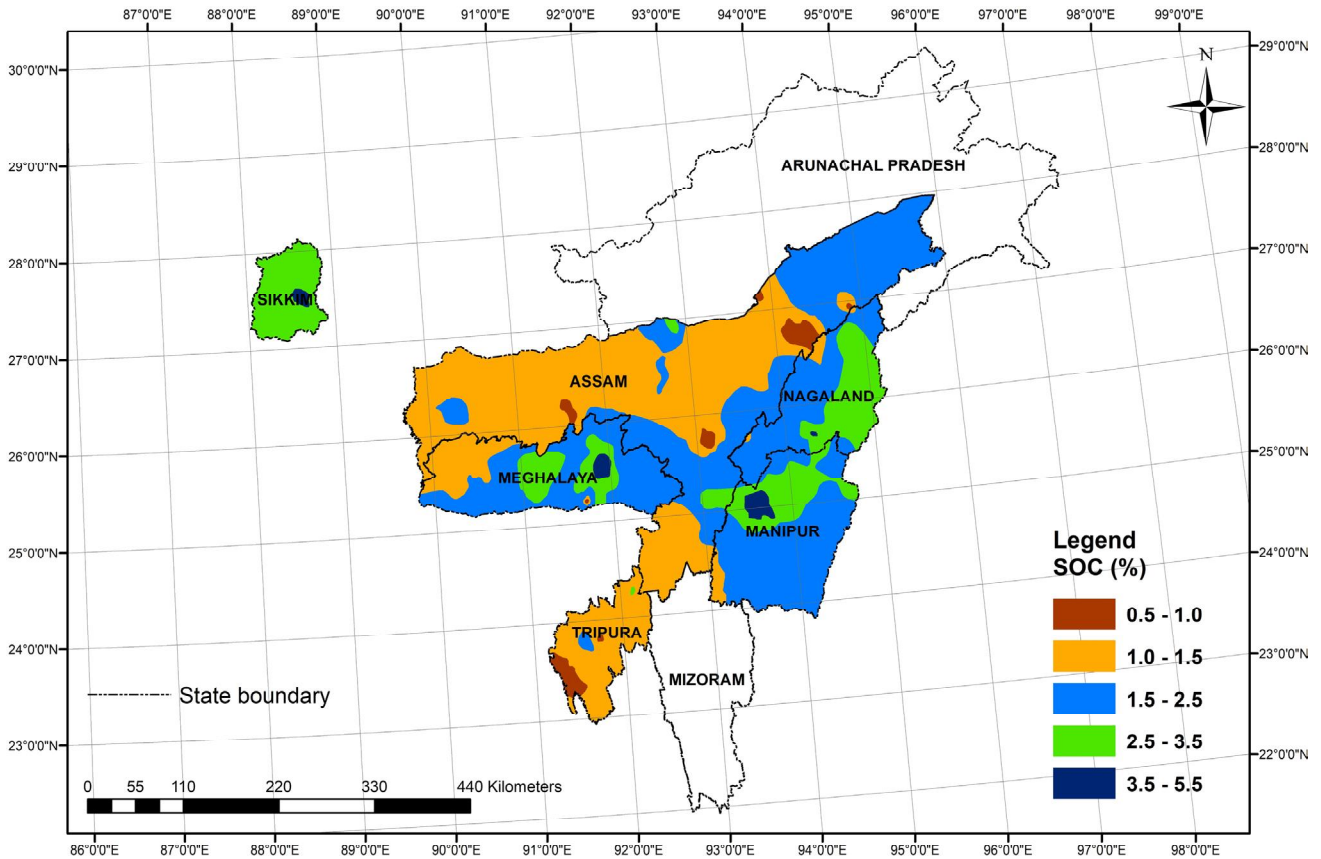 87°0'0"E 88°0'0"E 89°0'0"E 90°0'0"E 91°0'0"E 92°0'0"E 93°0'0"E 94°0'0"E 95°0'0"E 96°0'0"E 97°0'0"E 99°0'0"E
N
30°0'0"N
29°0'0"N
29°0'0"N
28°0'0"N
ARUNACHAL PRADESH
28°0'0"N
27°0'0"N
SIKKIM
27°0'0"N
26°0'0"N
ASSAM
NAGALAND
26°0'0"N
25°0'0"N
MEGHALAYA
MANIPUR
25°0'0"N
24°0'0"N
Legend
SOC (%)
0.5 - 1.0
1.0 - 1.5
1.5 - 2.5
2.5 - 3.5
3.5 - 5.5
TRIPURA
24°0'0"N
23°0'0"N
MIZORAM
State boundary
23°0'0"N
22°0'0"N
0 55 110 220 330 440 Kilometers
86°0'0"E 87°0'0"E 88°0'0"E 89°0'0"E 90°0'0"E 91°0'0"E 92°0'0"E 93°0'0"E 94°0'0"E 95°0'0"E 96°0'0"E 97°0'0"E 98°0'0"E